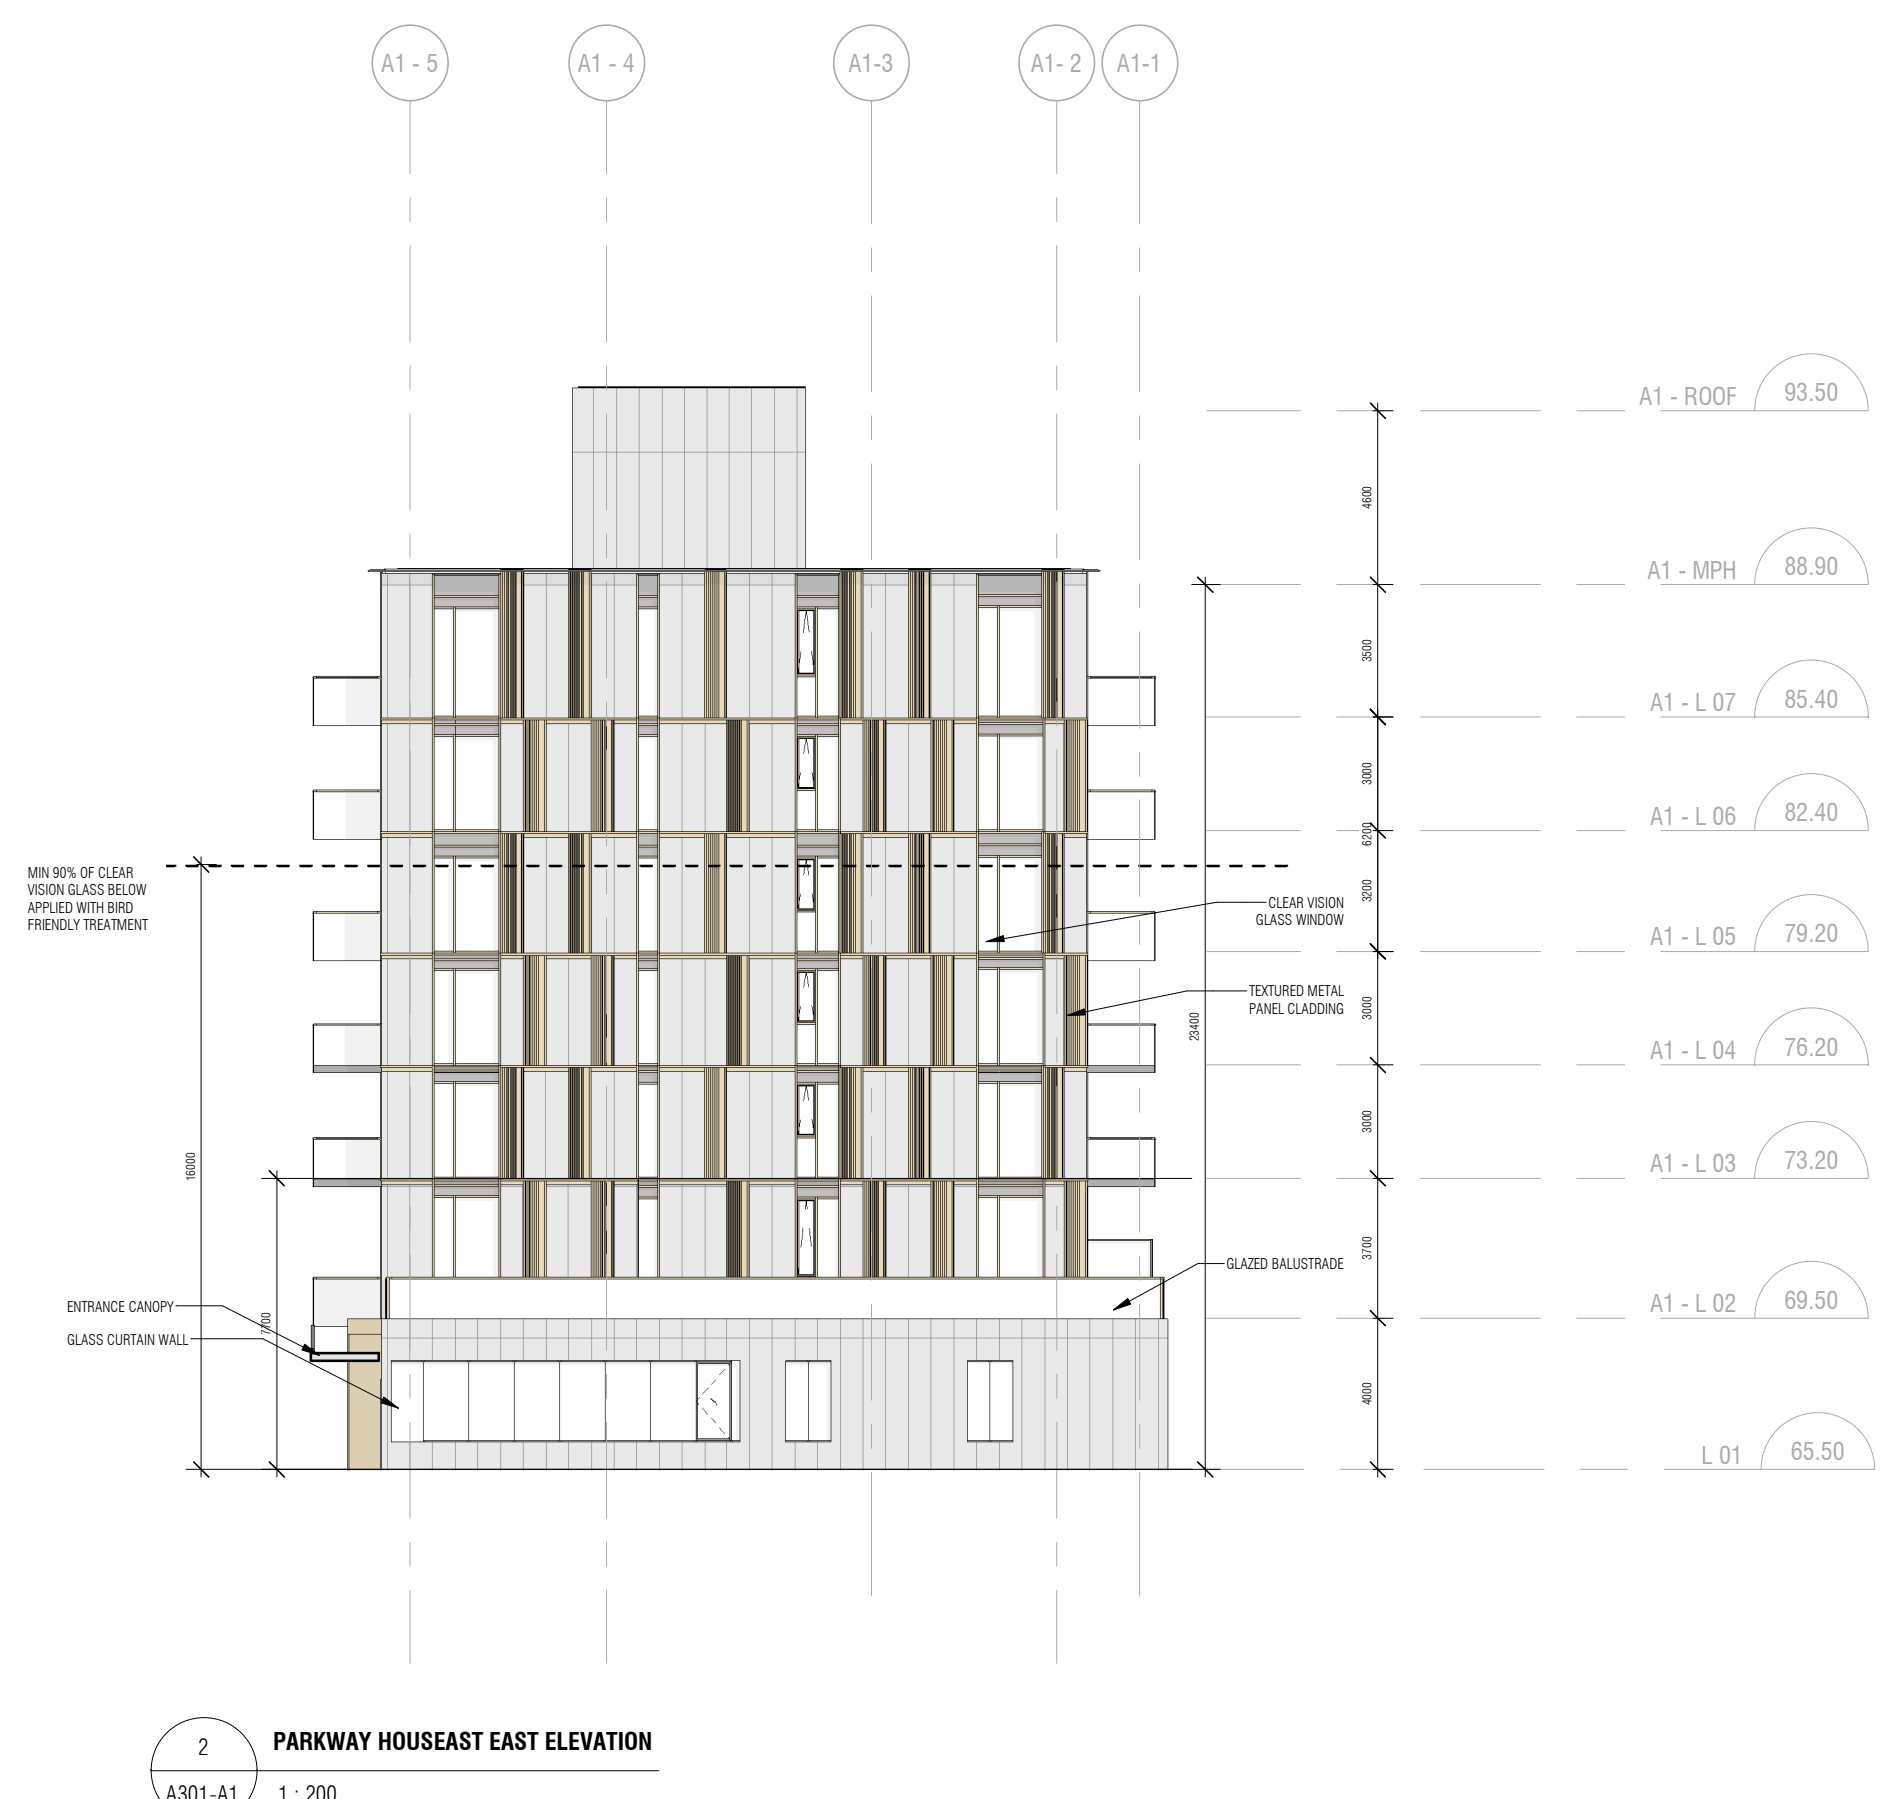 A1 - 5
A1 - 4
A1-3
A1- 2
A1-1
A1 - ROOF 93.50
4600
A1 - MPH 88.90
3500
A1 - L 07 85.40
3000
A1 - L 06 82.40
6200
MIN 90% OF CLEAR
VISION GLASS BELOW
APPLIED WITH BIRD
FRIENDLY TREATMENT
3200
CLEAR VISION
GLASS WINDOW
A1 - L 05 79.20
TEXTURED METAL
PANEL CLADDING
3000
23400
A1 - L 04 76.20
3000
16000
A1 - L 03 73.20
3700
GLAZED BALUSTRADE
A1 - L 02 69.50
ENTRANCE CANOPY
7700
GLASS CURTAIN WALL
4000
L 01 65.50
2
PARKWAY HOUSEAST EAST ELEVATION
A301-A1
1 : 200